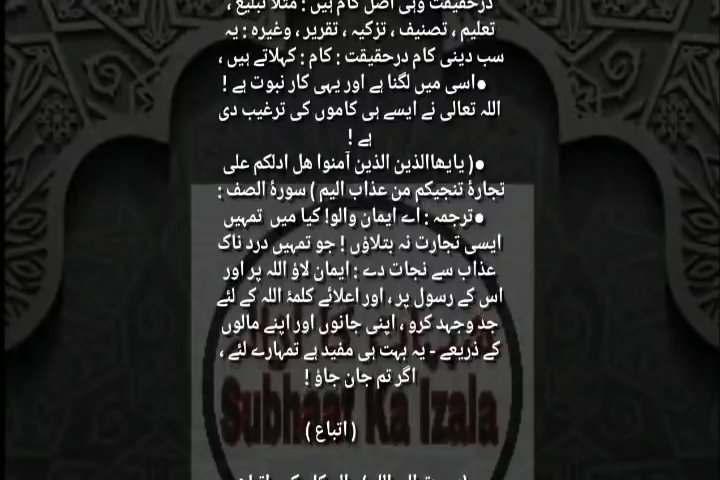 درحقیقت وہی اصل کام ہیں : مثلا تبلیغ ،
تعلیم ، تصنیف ، تزکیہ ، تقریر ، وغیرہ : یہ
سب دینی کام درحقیقت : کام : کہلاتے ہیں ،
●اسی میں لگنا ہے اور یہی کار نبوت ہے !
اللہ تعالی نے ایسے ہی کاموں کی ترغیب دی
ہے !
●( یایھاالذین الذین آمنوا ھل ادلکم علی
تجارۃ تنجیکم من عذاب الیم ) سورۃ الصف :
●ترجمہ : اے ایمان والو! کیا میں تمہیں
ایسی تجارت نہ بتلاؤں ! جو تمہیں درد ناک
عذاب سے نجات دے : ایمان لاؤ اللہ پر اور
اس کے رسول پر ، اور اعلائے کلمۃ اللہ کے لئے
جد وجہد کرو ، اپنی جانوں اور اپنے مالوں
کے ذریعے - یہ بہت ہی مفید ہے تمہارے لئے ،
اگر تم جان جاؤ !
Subhaat Ka Izala
( اتباع )